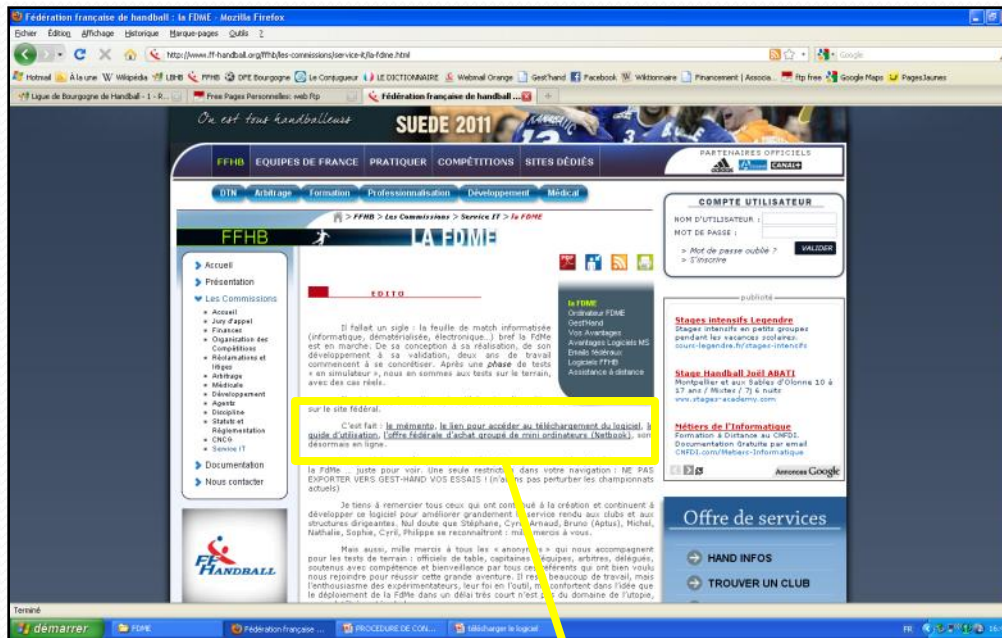 Fédération française de handball : la FDME - Mozilla Firefox
Fichier Édition Affichage Historique Marque-pages Outils ?
http://www.ff-handball.org/ffhb/les-commissions/service-it/la-fdme.html
Google
Hotmail À la une Wikipédia LBHB FFHB DPE Bourgogne Le Conjugueur LE DICTIONNAIRE Webmail Orange Gest'hand Facebook Wiktionnaire Financement | Associa... ftp free Google Maps PagesJaunes
Ligue de Bourgogne de Handball - 1 - R...
Free Pages Personnelles: web ftp
Fédération française de handball ...
On est tous handballeurs
SUEDE 2011
FFHB EQUIPES DE FRANCE PRATIQUER COMPÉTITIONS SITES DÉDIÉS
PARTENAIRES OFFICIELS
adidas
CANAL+
DTN Arbitrage Formation Professionnalisation Développement Médical
> FFHB > Les Commissions > Service IT > la FDME
FFHB
LA FDME
COMPTE UTILISATEUR
NOM D'UTILISATEUR :
MOT DE PASSE :
> Mot de passe oublié ?
VALIDER
> S'inscrire
Accueil
Présentation
Les Commissions
Accueil
Jury d'appel
Finances
Organisation des
Compétitions
Réclamations et
litiges
Arbitrage
Médicale
Développement
Agents
Discipline
Statuts et
Réglementation
CNCG
Service IT
Documentation
Nous contacter
PDF
EDITO
la FDME
Ordinateur FDME
Gest'Hand
Vos Avantages
Avantages Logiciels MS
Emails fédéraux
Logiciels FFHB
Assistance à distance
Il fallait un sigle : la feuille de match informatisée
(informatique, dématérialisée, électronique...) bref la FdMe
est en marche. De sa conception à sa réalisation, de son
développement à sa validation, deux ans de travail
commencent à se concrétiser. Après une phase de tests
« en simulateur », nous en sommes aux tests sur le terrain,
avec des cas réels.
sur le site fédéral.
C'est fait : le mémento, le lien pour accéder au téléchargement du logiciel, l
guide d'utilisation, l'offre fédérale d'achat groupé de mini ordinateurs (Netbook), son
désormais en ligne.
la FdMe .. juste pour voir. Une seule restriction dans votre navigation : NE PAS
EXPORTER VERS GEST-HAND VOS ESSAIS ! (n'allons pas perturber les championnats
actuels)
Je tiens à remercier tous ceux qui ont contribué à la création et continuent à
développer ce logiciel pour améliorer grandement le service rendu aux clubs et aux
structures dirigeantes. Nul doute que Stéphane, Cyril, Arnaud, Bruno (Aptus), Michel,
Nathalie, Sophie, Cyril, Philippe se reconnaîtront : mille mercis à vous.
Mais aussi, mille mercis à tous les « anonymes » qui nous accompagnent
pour les tests de terrain : officiels de table, capitaines d'équipes, arbitres, délégués,
soutenus avec compétence et bienveillance par tous ces référents qui ont bien voulu
nous rejoindre pour réussir cette grande aventure. Il reste beaucoup de travail, mais
l'enthousiasme des expérimentateurs, leur foi en l'outil, me confortent dans l'idée que
le déploiement de la FdMe dans un délai très court n'est pas du domaine de l'utopie,
publicité
Stages intensifs Legendre
Stages intensifs en petits groupes
pendant les vacances scolaires.
cours-legendre.fr/stages-intensifs
Stage Handball Joël ABATI
Montpellier et aux Sables d'Olonne 10 à
17 ans / Mixtes / 7j 6 nuits
www.stages-academy.com
Métiers de l'Informatique
Formation à Distance au CNFDI.
Documentation Gratuite par email
CNFDI.com/Metiers-Informatique
Annonces Google
Offre de services
HAND INFOS
TROUVER UN CLUB
FF HANDBALL
Terminé
démarrer
FDME
Fédération française ...
PROCEDURE DE CON...
télécharger le logiciel
FR